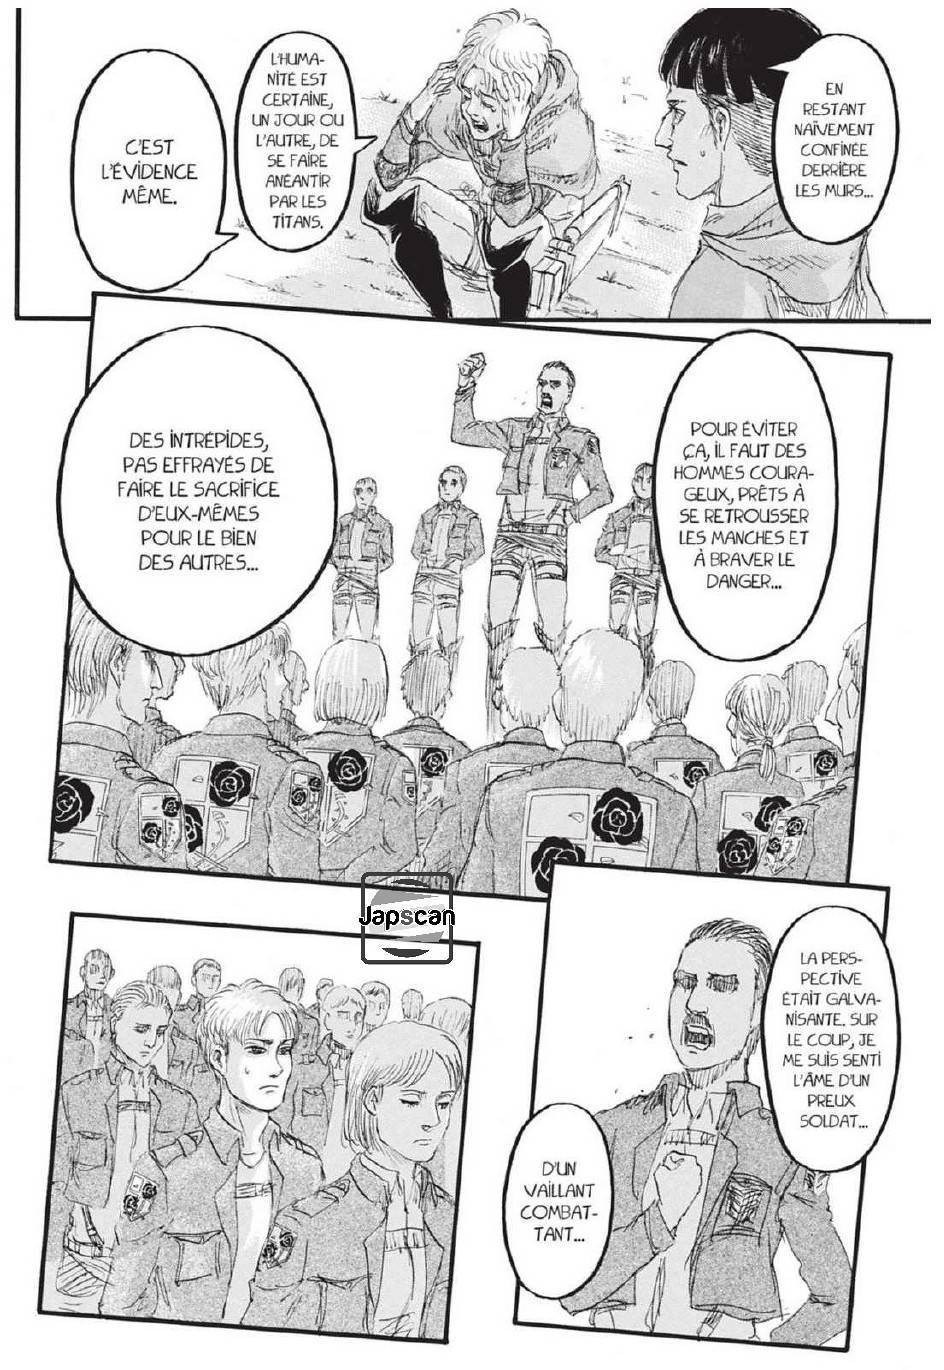 EN
RESTANT
NAÏVEMENT
CONFINÉE
DERRIÈRE
LES MURS...
L'HUMA-
NITÉ EST
CERTAINE,
UN JOUR OU
L'AUTRE, DE
SE FAIRE
ANÉANTIR
PAR LES
TITANS.
C'EST
L'ÉVIDENCE
MÊME.
POUR ÉVITER
ÇA, IL FAUT DES
HOMMES COURA-
GEUX, PRÊTS À
SE RETROUSSER
LES MANCHES ET
À BRAVER LE
DANGER...
DES INTRÉPIDES,
PAS EFFRAYÉS DE
FAIRE LE SACRIFICE
D'EUX-MÊMES
POUR LE BIEN
DES AUTRES...
LA PERS-
PECTIVE
ÉTAIT GALVA-
NISANTE. SUR
LE COUP, JE
ME SUIS SENTI
L'ÂME D'UN
PREUX
SOLDAT...
D'UN
VAILLANT
COMBAT-
TANT...
Japscan